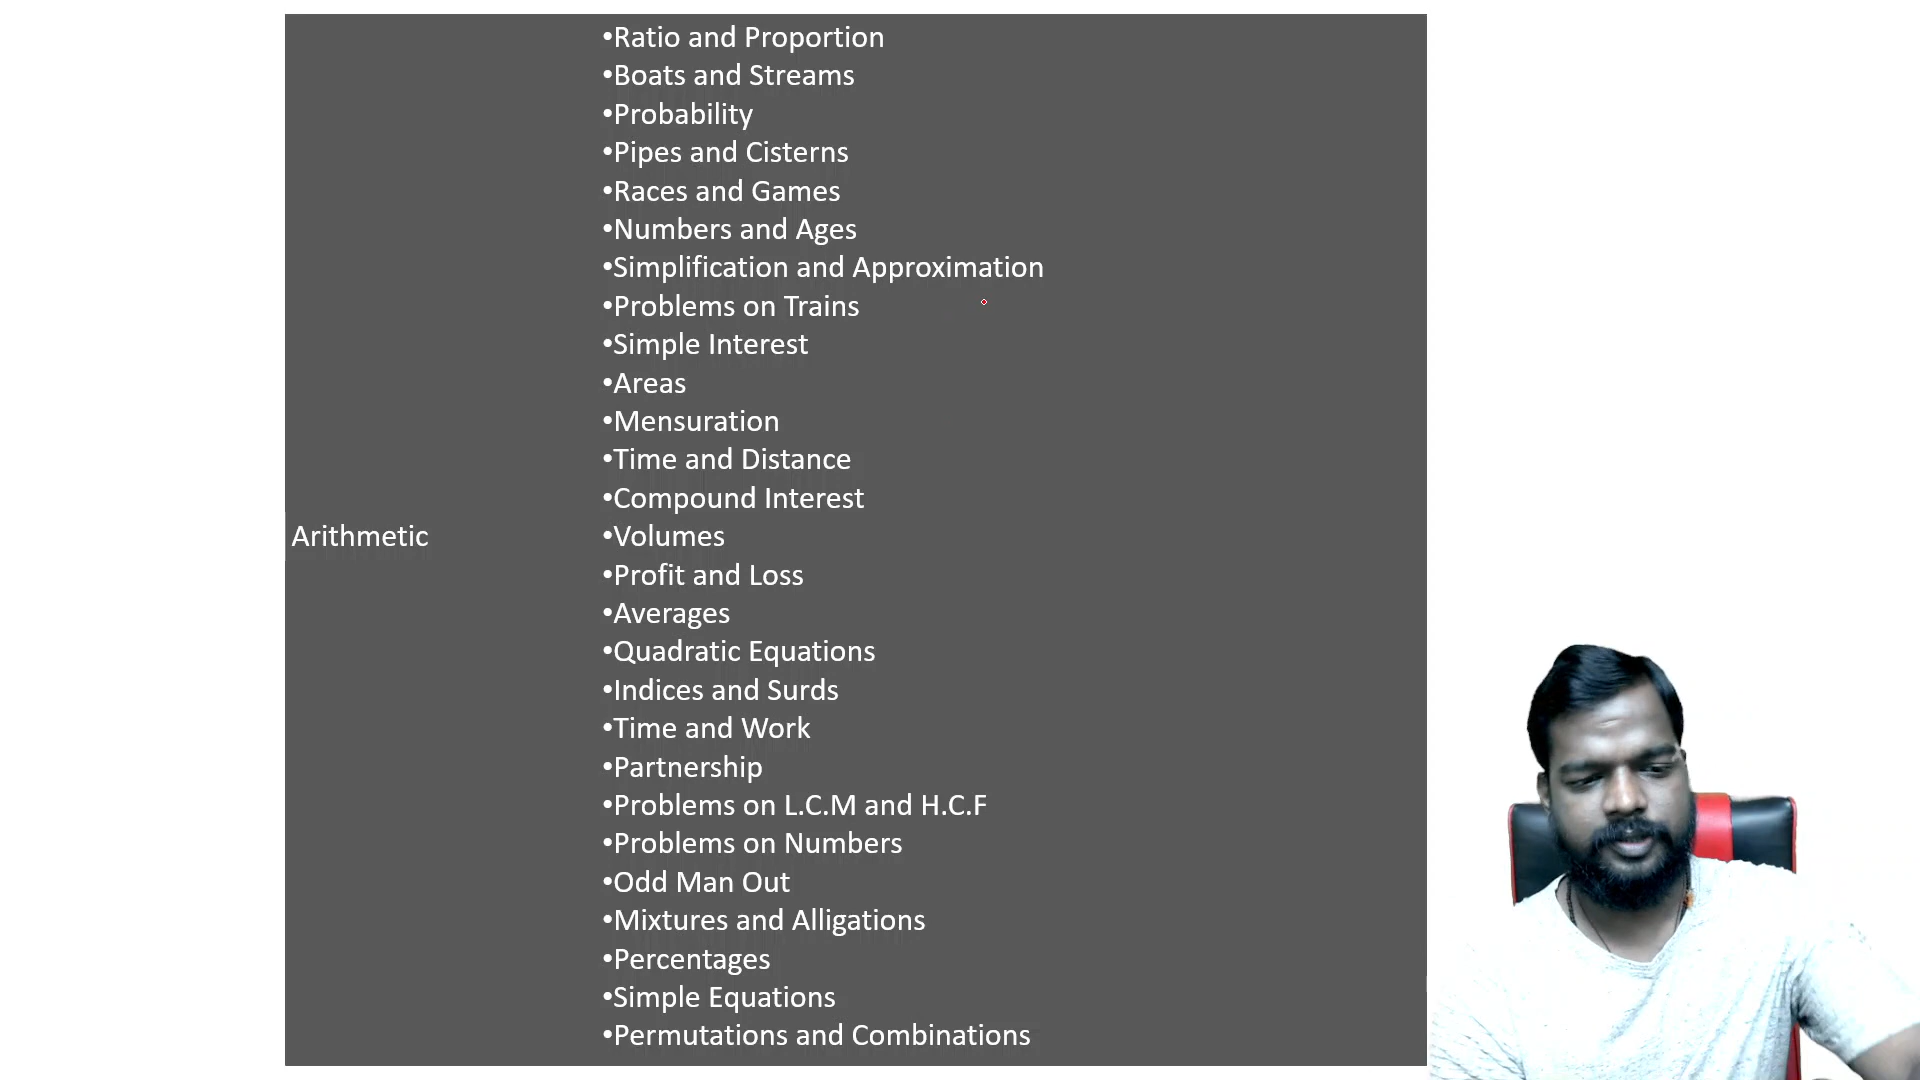 •Ratio and Proportion
•Boats and Streams
•Probability
•Pipes and Cisterns
•Races and Games
•Numbers and Ages
•Simplification and Approximation
•Problems on Trains
•Simple Interest
•Areas
•Mensuration
•Time and Distance
•Compound Interest
Arithmetic
•Volumes
•Profit and Loss
•Averages
•Quadratic Equations
•Indices and Surds
•Time and Work
•Partnership
•Problems on L.C.M and H.C.F
•Problems on Numbers
•Odd Man Out
•Mixtures and Alligations
•Percentages
•Simple Equations
•Permutations and Combinations